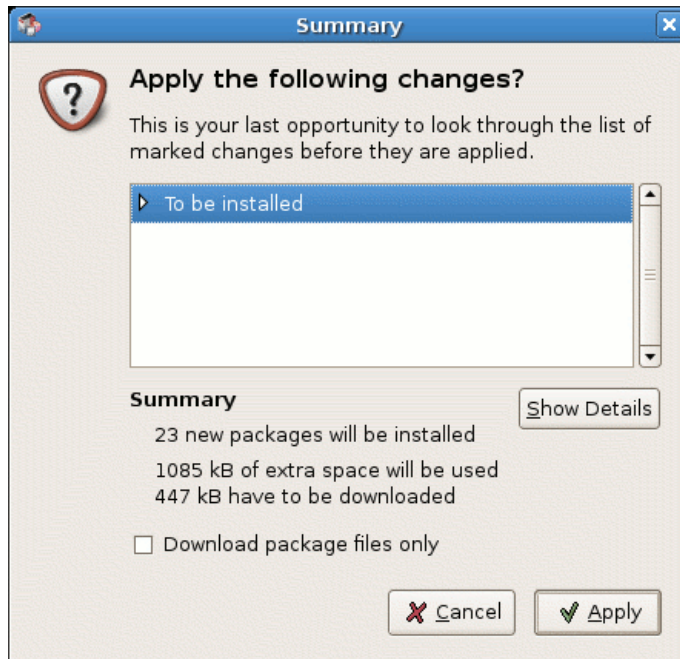 Summary
Apply the following changes?
This is your last opportunity to look through the list of
marked changes before they are applied.
To be installed
Summary
Show Details
23 new packages will be installed
1085 kB of extra space will be used
447 kB have to be downloaded
Download package files only
Cancel
Apply